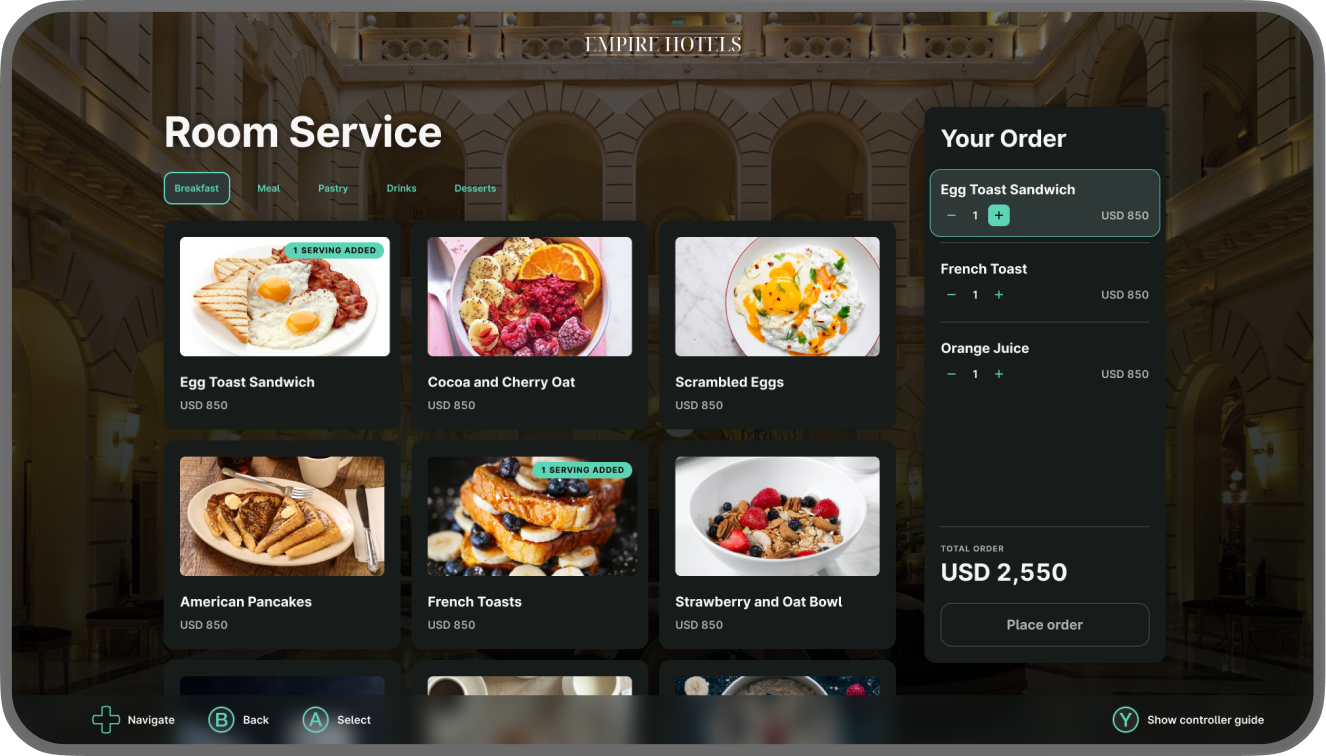 EMPIRE HOTELS
Room Service
Breakfast
Meal
Pastry
Drinks
Desserts
1 SERVING ADDED
Egg Toast Sandwich
USD 850
Cocoa and Cherry Oat
USD 850
Scrambled Eggs
USD 850
American Pancakes
USD 850
1 SERVING ADDED
French Toasts
USD 850
Strawberry and Oat Bowl
USD 850
Your Order
Egg Toast Sandwich
− 1 + USD 850
French Toast
− 1 + USD 850
Orange Juice
− 1 + USD 850
TOTAL ORDER
USD 2,550
Place order
Navigate
B Back
A Select
Y Show controller guide